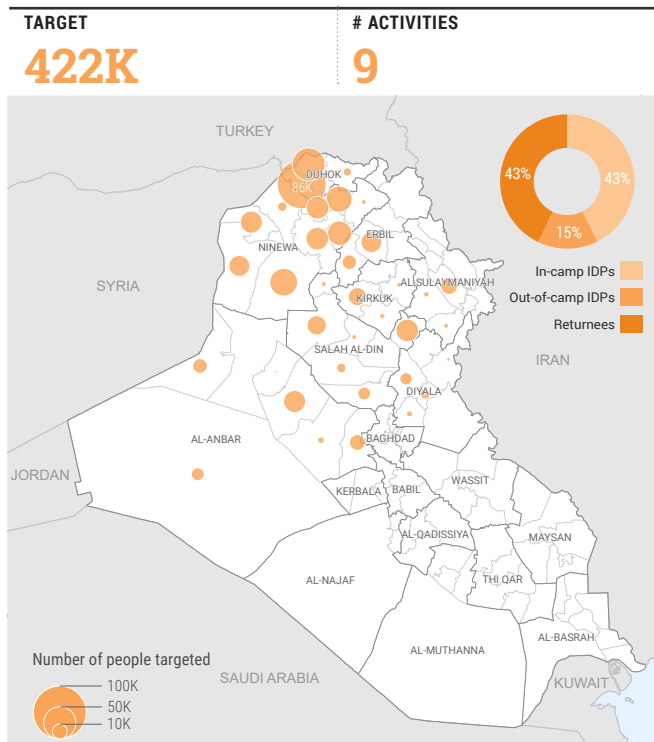 TARGET
422K
# ACTIVITIES
9
TURKEY
DUHOK
86K
43%
43%
15%
In-camp IDPs
Out-of-camp IDPs
Returnees
NINEWA
ERBIL
SYRIA
KIRKUK
AL-SULAYMANIYAH
SALAH AL-DIN
IRAN
DIYALA
AL-ANBAR
BAGHDAD
JORDAN
KERBALA
BABIL
WASSIT
AL-QADISSIYA
MAYSAN
AL-NAJAF
THI QAR
AL-MUTHANNA
AL-BASRAH
SAUDI ARABIA
KUWAIT
Number of people targeted
100K
50K
10K